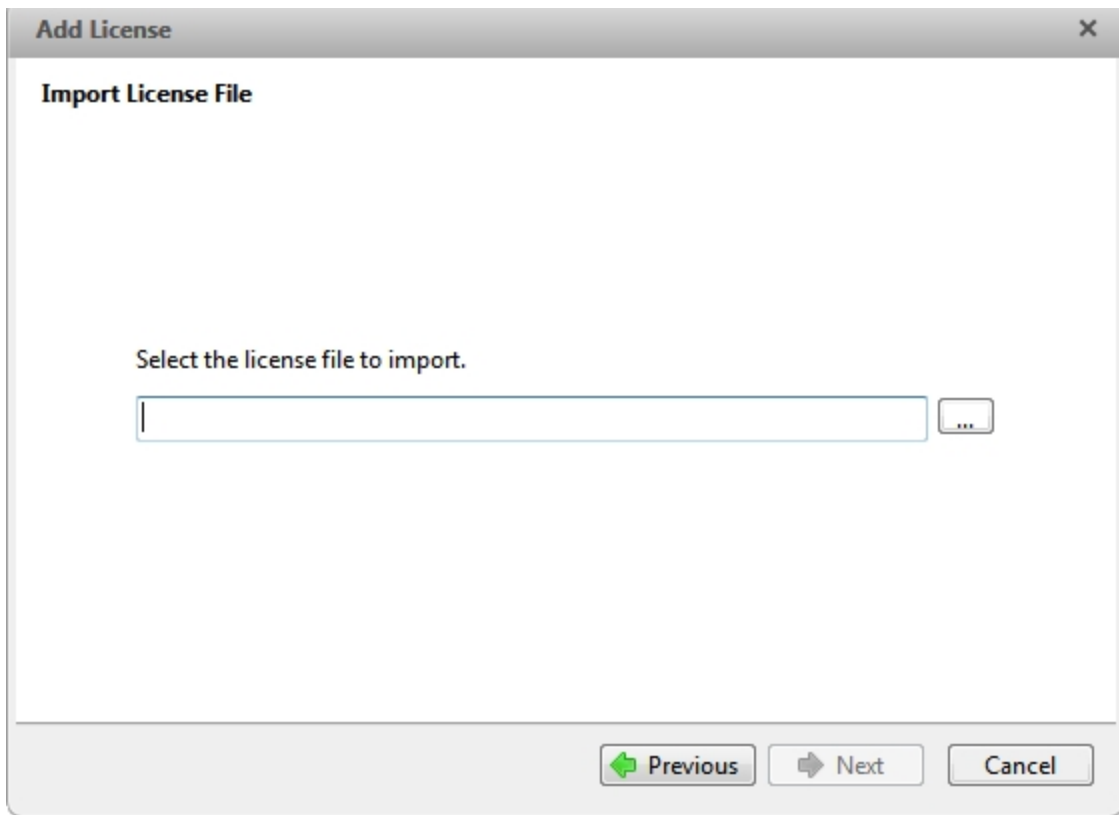 Add License
Import License File
Select the license file to import.
...
Previous
Next
Cancel